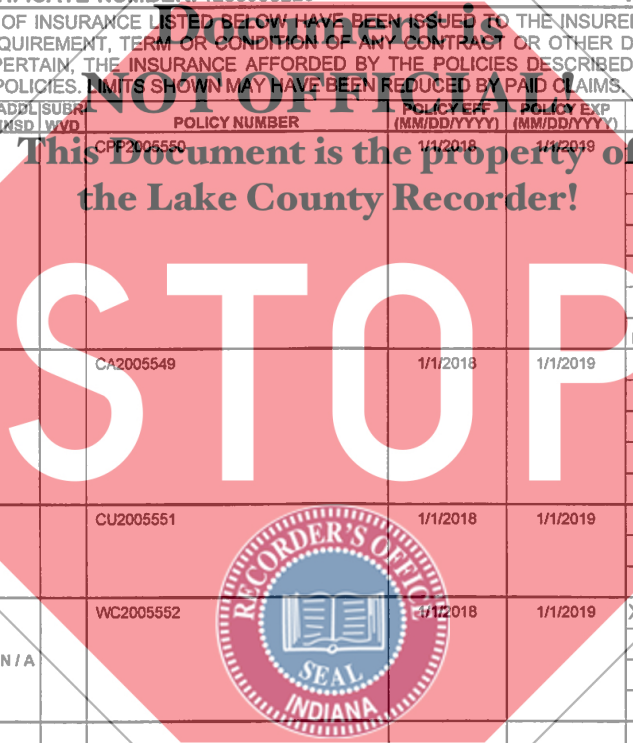 OF INSURANCE LISTED BELOW HAVE BEEN ISSUED TO THE INSURE
Document is
QUIREMENT, TERM OR CONDITION OF ANY CONTRACT OR OTHER D
PERTAIN, THE INSURANCE AFFORDED BY THE POLICIES DESCRIBED
POLICIES. LIMITS SHOWN MAY HAVE BEEN REDUCED BY PAID CLAIMS.
NOT OFFICIAL!
ADDL SUBR POLICY EFF POLICY EXP
INSD WVD POLICY NUMBER (MM/DD/YYYY) (MM/DD/YYYY)
CPP2005550 1/1/2018 1/1/2019
This Document is the property of
the Lake County Recorder!
STOP
CA2005549 1/1/2018 1/1/2019
CU2005551 1/1/2018 1/1/2019
RECORDER'S OFFICE
WC2005552 1/1/2018 1/1/2019
N/A
SEAL
INDIANA